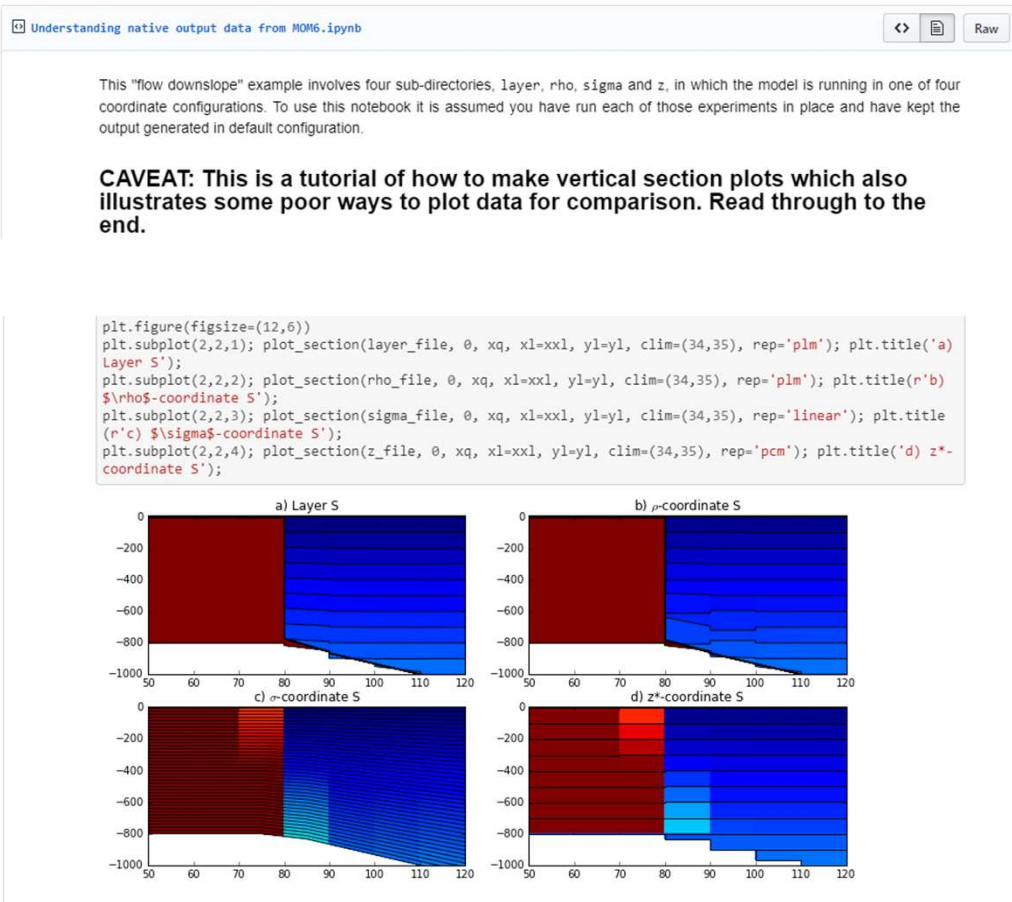 Understanding native output data from MOM6.ipynb
<> Raw
This "flow downslope" example involves four sub-directories, layer, rho, sigma and z, in which the model is running in one of four
coordinate configurations. To use this notebook it is assumed you have run each of those experiments in place and have kept the
output generated in default configuration.
CAVEAT: This is a tutorial of how to make vertical section plots which also
illustrates some poor ways to plot data for comparison. Read through to the
end.
plt.figure(figsize=(12,6))
plt.subplot(2,2,1); plot_section(layer_file, 0, xq, xl=xxl, yl=yl, clim=(34,35), rep='plm'); plt.title('a)
Layer S');
plt.subplot(2,2,2); plot_section(rho_file, 0, xq, xl=xxl, yl=yl, clim=(34,35), rep='plm'); plt.title(r'b)
$\rho$-coordinate S');
plt.subplot(2,2,3); plot_section(sigma_file, 0, xq, xl=xxl, yl=yl, clim=(34,35), rep='linear'); plt.title
(r'c) $\sigma$-coordinate S');
plt.subplot(2,2,4); plot_section(z_file, 0, xq, xl=xxl, yl=yl, clim=(34,35), rep='pcm'); plt.title('d) z*-
coordinate S');
a) Layer S
0
−200
−400
−600
−800
−1000
50 60 70 80 90 100 110 120
b) ρ-coordinate S
0
−200
−400
−600
−800
−1000
50 60 70 80 90 100 110 120
c) σ-coordinate S
0
−200
−400
−600
−800
−1000
50 60 70 80 90 100 110 120
d) z*-coordinate S
0
−200
−400
−600
−800
−1000
50 60 70 80 90 100 110 120